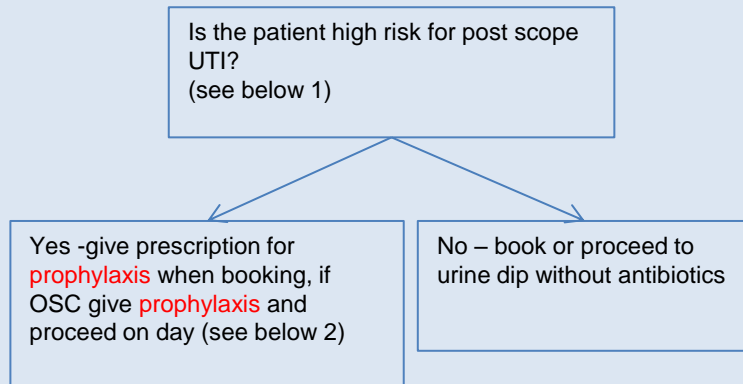 Is the patient high risk for post scope
UTI?
(see below 1)
Yes -give prescription for
prophylaxis when booking, if
OSC give prophylaxis and
proceed on day (see below 2)
No – book or proceed to
urine dip without antibiotics